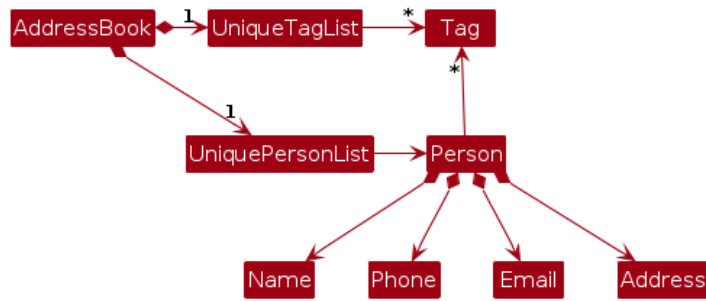 1
*
AddressBook
UniqueTagList
Tag
*
1
UniquePersonList
Person
Name
Phone
Email
Address